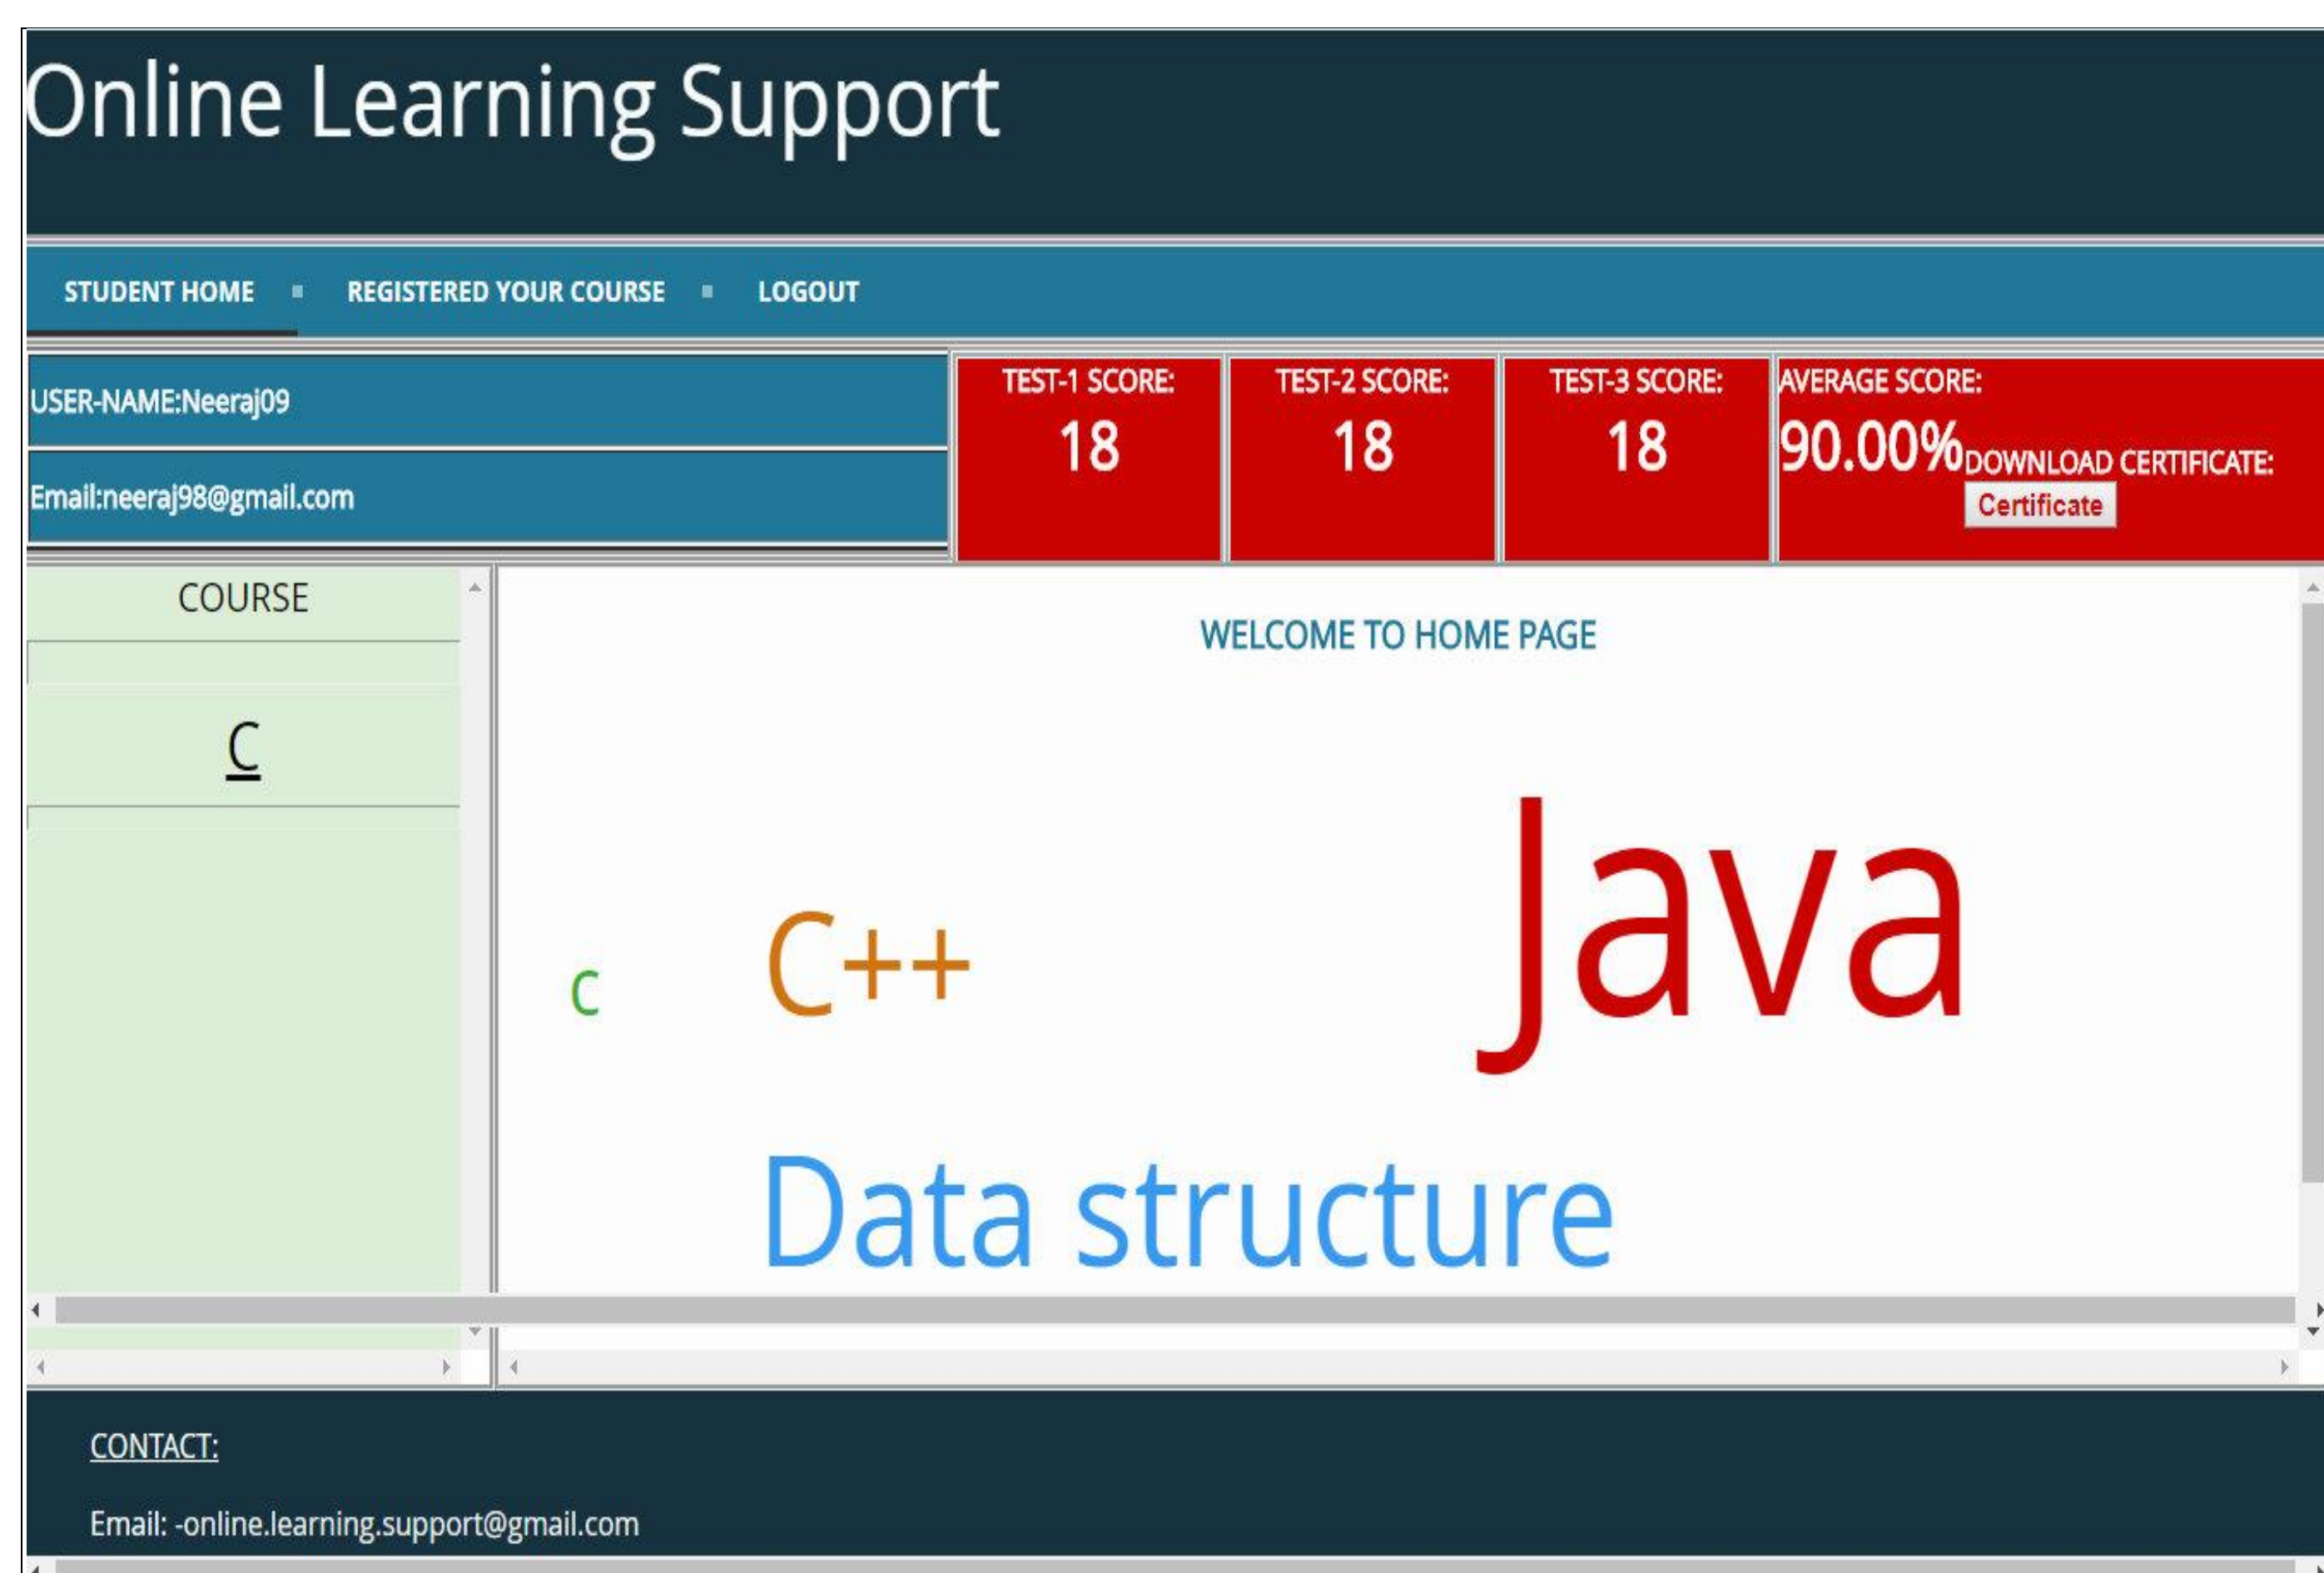 Online Learning Support
STUDENT HOME REGISTERED YOUR COURSE LOGOUT
USER-NAME:Neeraj09
Email:neeraj98@gmail.com
TEST-1 SCORE:
18
TEST-2 SCORE:
18
TEST-3 SCORE:
18
AVERAGE SCORE:
90.00% DOWNLOAD CERTIFICATE:
Certificate
COURSE
C
WELCOME TO HOME PAGE
C C++ Java
Data structure
CONTACT:
Email: -online.learning.support@gmail.com